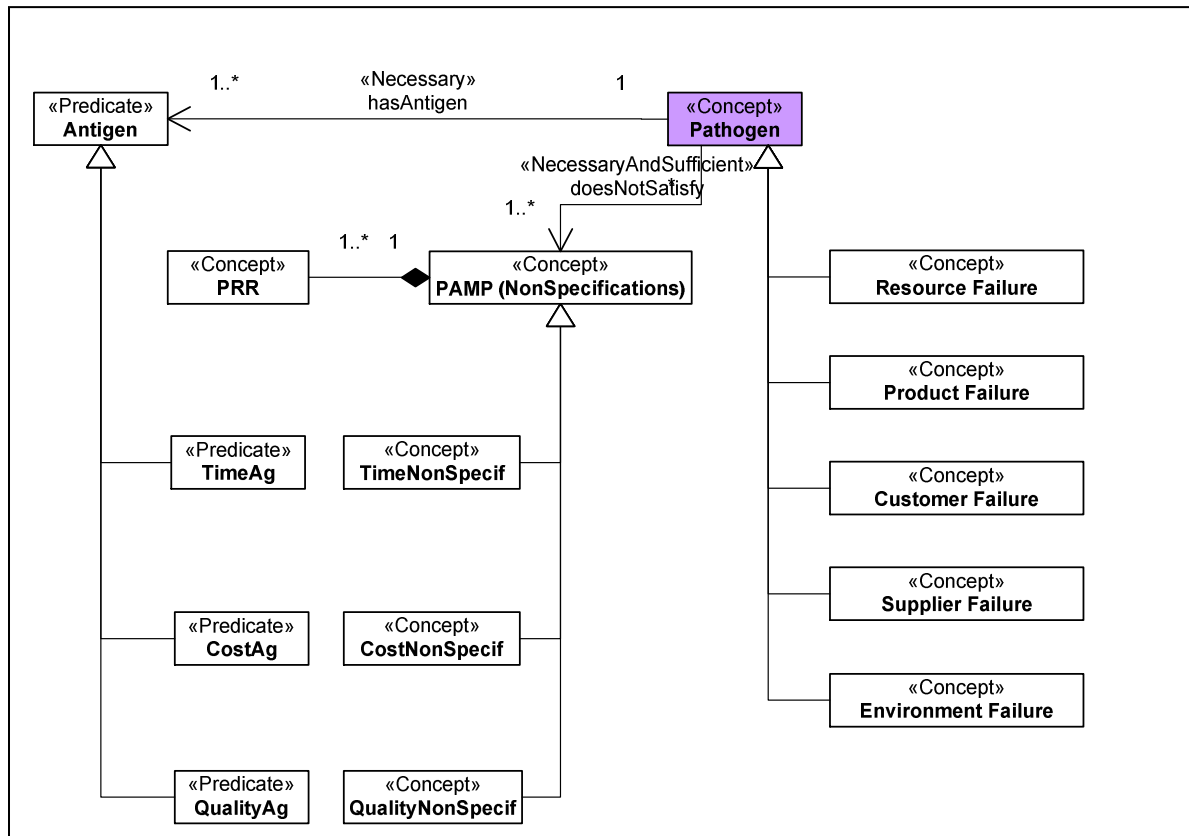 1..*
«Necessary»
hasAntigen
1
«Predicate»
Antigen
«Concept»
Pathogen
«NecessaryAndSufficient»
doesNotSatisfy
*
1..*
1..*
1
«Concept»
PRR
«Concept»
PAMP (NonSpecifications)
«Concept»
Resource Failure
«Concept»
Product Failure
«Predicate»
TimeAg
«Concept»
TimeNonSpecif
«Concept»
Customer Failure
«Concept»
Supplier Failure
«Predicate»
CostAg
«Concept»
CostNonSpecif
«Concept»
Environment Failure
«Predicate»
QualityAg
«Concept»
QualityNonSpecif